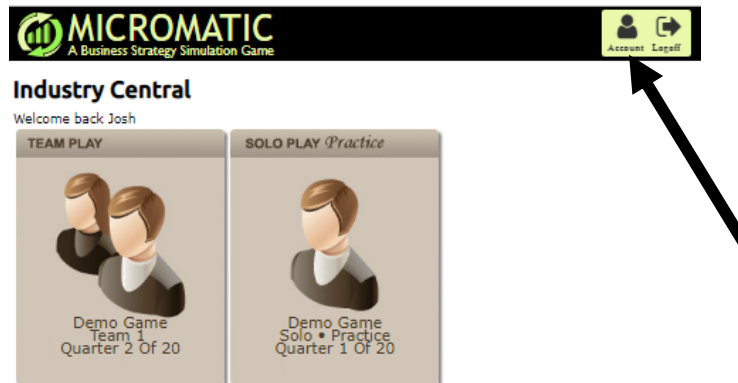 MICROMATIC
A Business Strategy Simulation Game
Account Logoff
Industry Central
Welcome back Josh
TEAM PLAY
Demo Game
Team 1
Quarter 2 Of 20
SOLO PLAY Practice
Demo Game
Solo • Practice
Quarter 1 Of 20